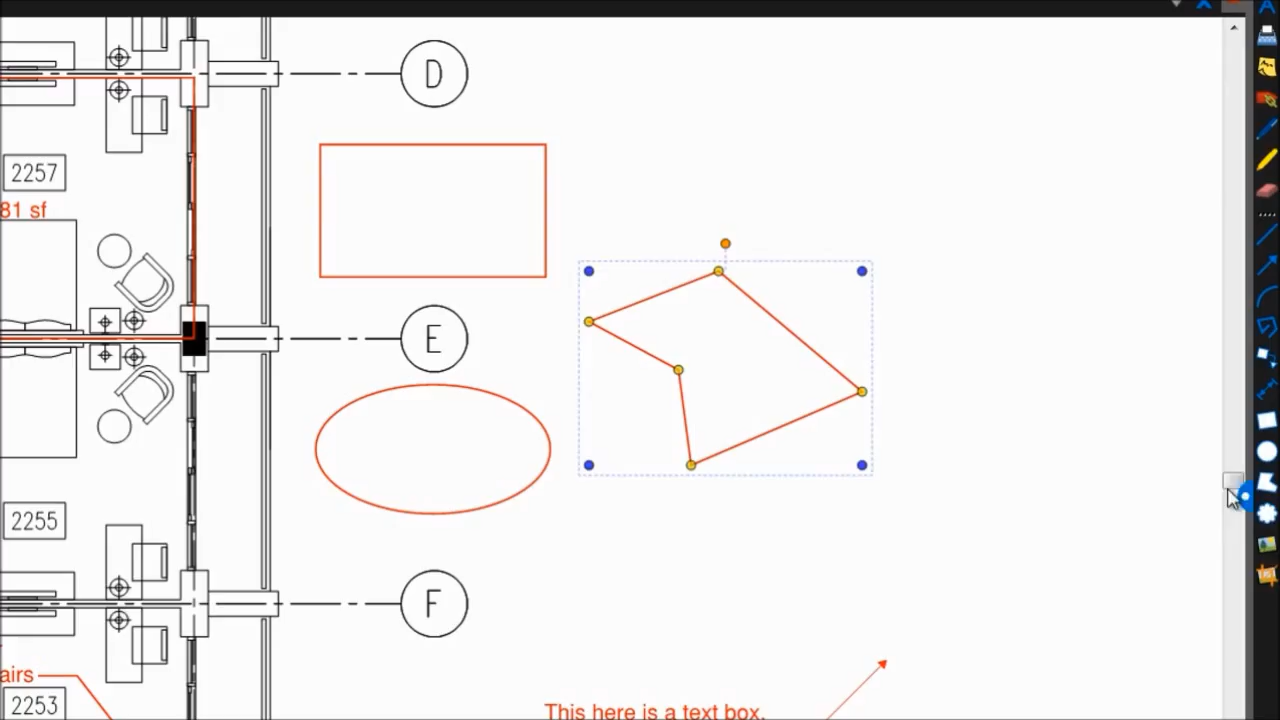 D
2257
81 sf
E
2255
F
airs
2253
This here is a text box.